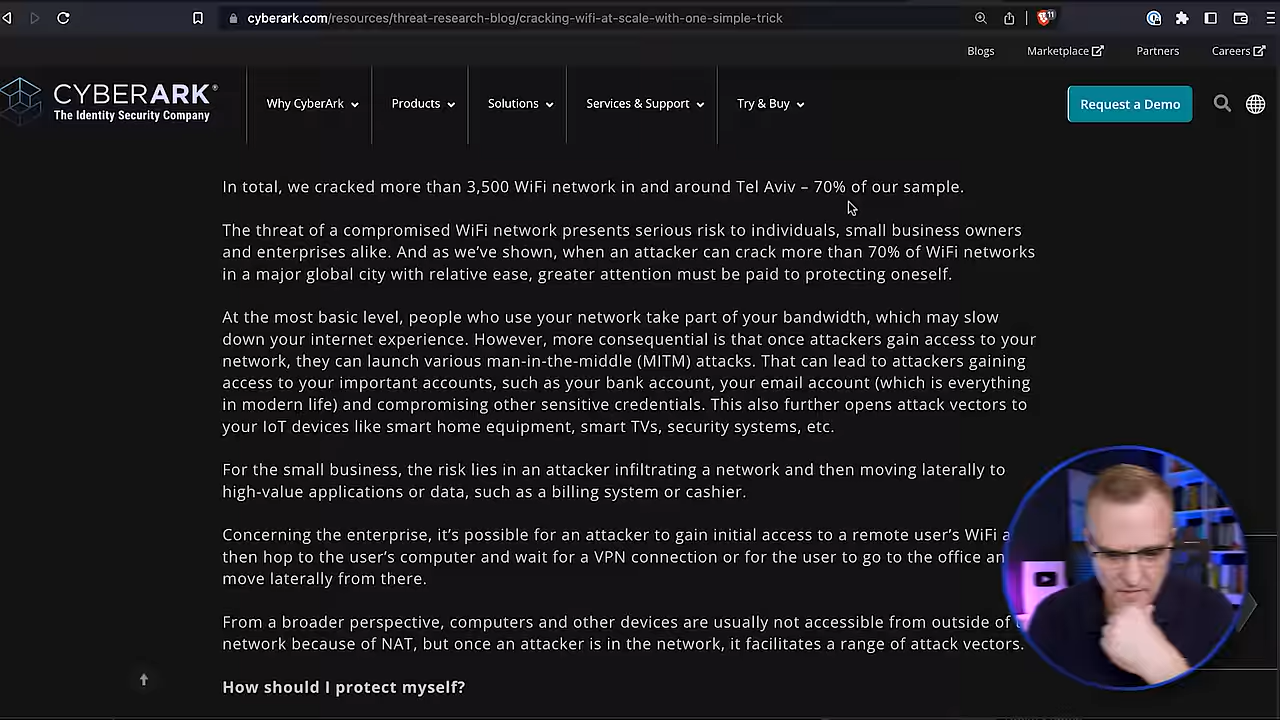 cyberark.com/resources/threat-research-blog/cracking-wifi-at-scale-with-one-simple-trick
11
Blogs Marketplace Partners Careers
CYBERARK®
The Identity Security Company
Why CyberArk Products Solutions Services & Support Try & Buy Request a Demo
In total, we cracked more than 3,500 WiFi network in and around Tel Aviv – 70% of our sample.
The threat of a compromised WiFi network presents serious risk to individuals, small business owners
and enterprises alike. And as we’ve shown, when an attacker can crack more than 70% of WiFi networks
in a major global city with relative ease, greater attention must be paid to protecting oneself.
At the most basic level, people who use your network take part of your bandwidth, which may slow
down your internet experience. However, more consequential is that once attackers gain access to your
network, they can launch various man-in-the-middle (MITM) attacks. That can lead to attackers gaining
access to your important accounts, such as your bank account, your email account (which is everything
in modern life) and compromising other sensitive credentials. This also further opens attack vectors to
your IoT devices like smart home equipment, smart TVs, security systems, etc.
For the small business, the risk lies in an attacker infiltrating a network and then moving laterally to
high-value applications or data, such as a billing system or cashier.
Concerning the enterprise, it’s possible for an attacker to gain initial access to a remote user’s WiFi
then hop to the user’s computer and wait for a VPN connection or for the user to go to the office
move laterally from there.
From a broader perspective, computers and other devices are usually not accessible from outside of
network because of NAT, but once an attacker is in the network, it facilitates a range of attack vectors.
How should I protect myself?